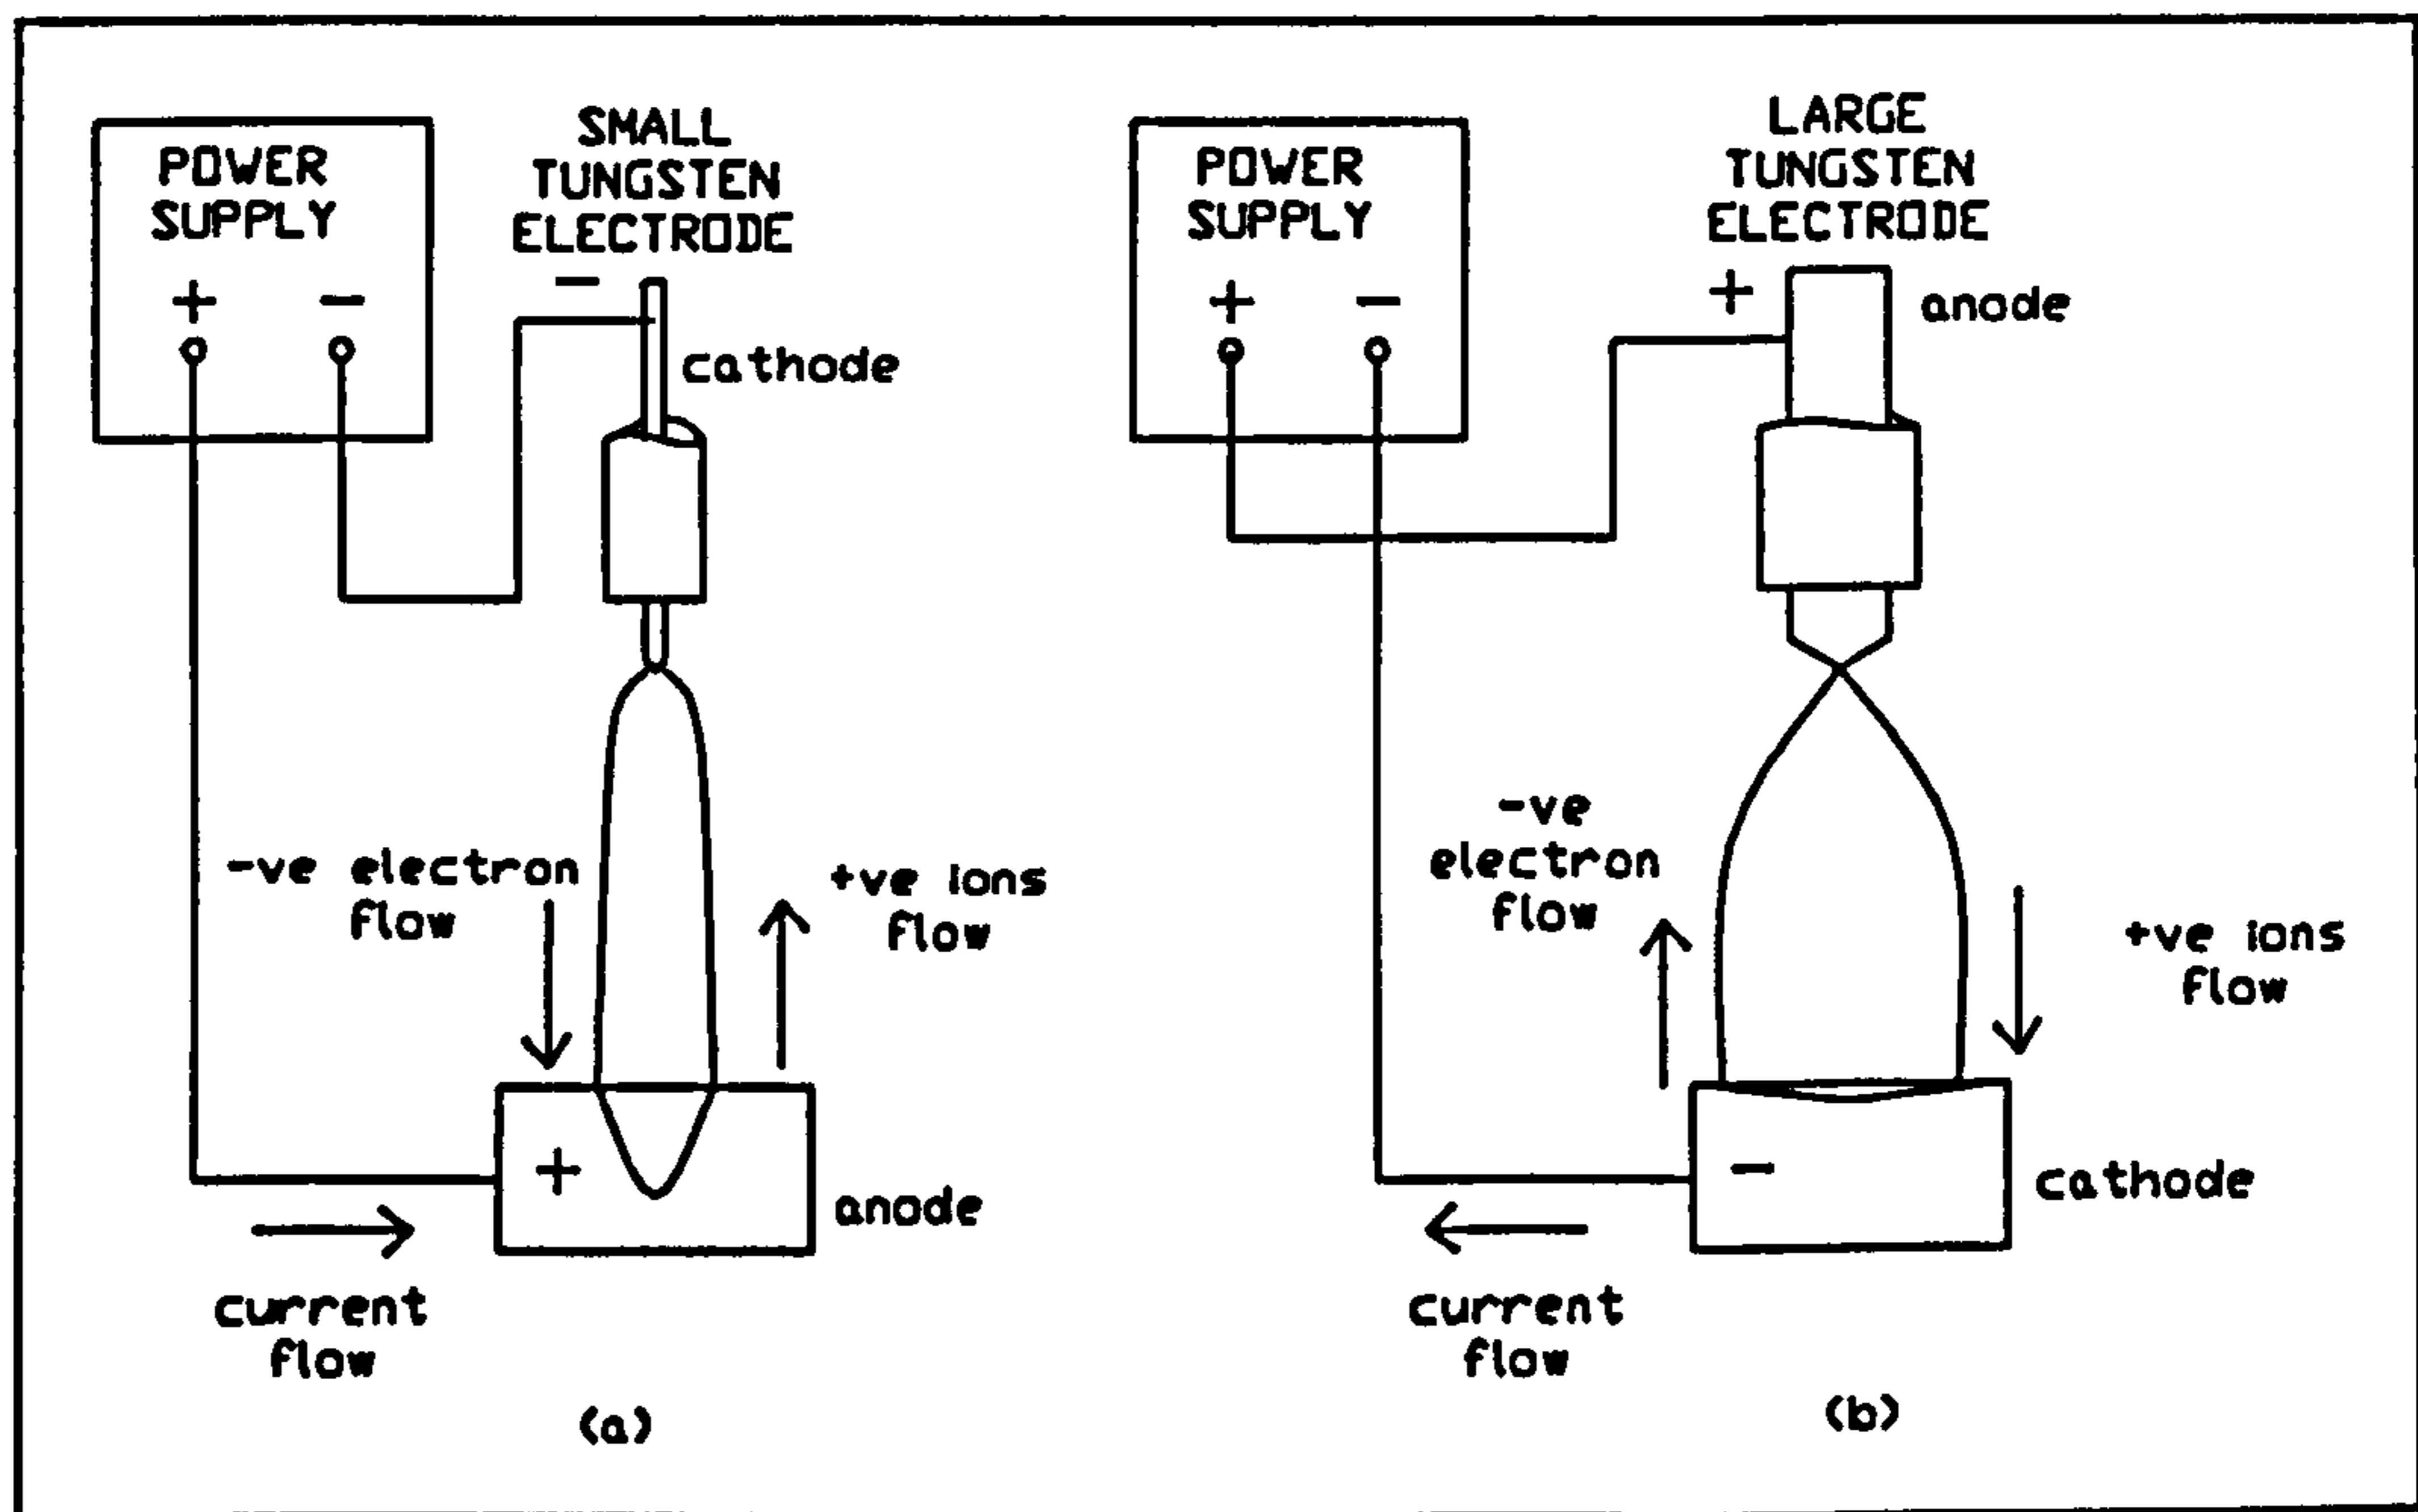 POWER
SUPPLY
+ −
SMALL
TUNGSTEN
ELECTRODE
−
cathode
-ve electron
flow
+ve ions
flow
+
anode
current
flow
(a)
POWER
SUPPLY
+ −
LARGE
TUNGSTEN
ELECTRODE
+
anode
-ve
electron
flow
+ve ions
flow
−
cathode
current
flow
(b)